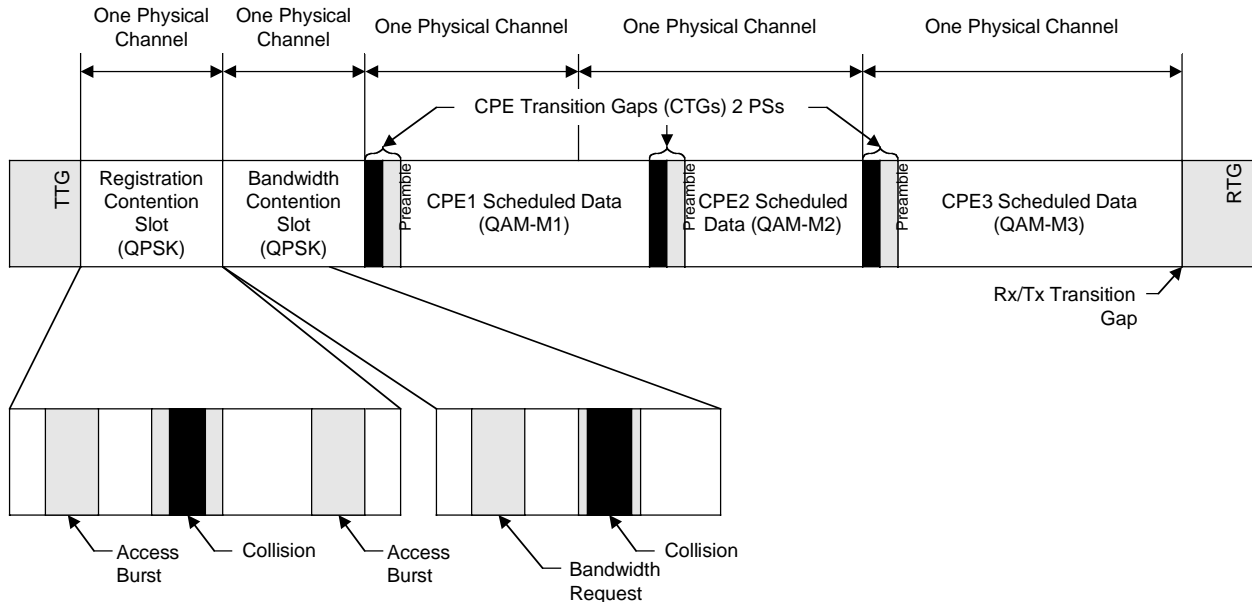 One Physical
Channel
One Physical
Channel
One Physical Channel
One Physical Channel
One Physical Channel
CPE Transition Gaps (CTGs) 2 PSs
TTG
Registration
Contention
Slot
(QPSK)
Bandwidth
Contention
Slot
(QPSK)
Preamble
CPE1 Scheduled Data
(QAM-M1)
Preamble
CPE2 Scheduled
Data (QAM-M2)
Preamble
CPE3 Scheduled Data
(QAM-M3)
RTG
Rx/Tx Transition
Gap
Access
Burst
Collision
Access
Burst
Bandwidth
Request
Collision